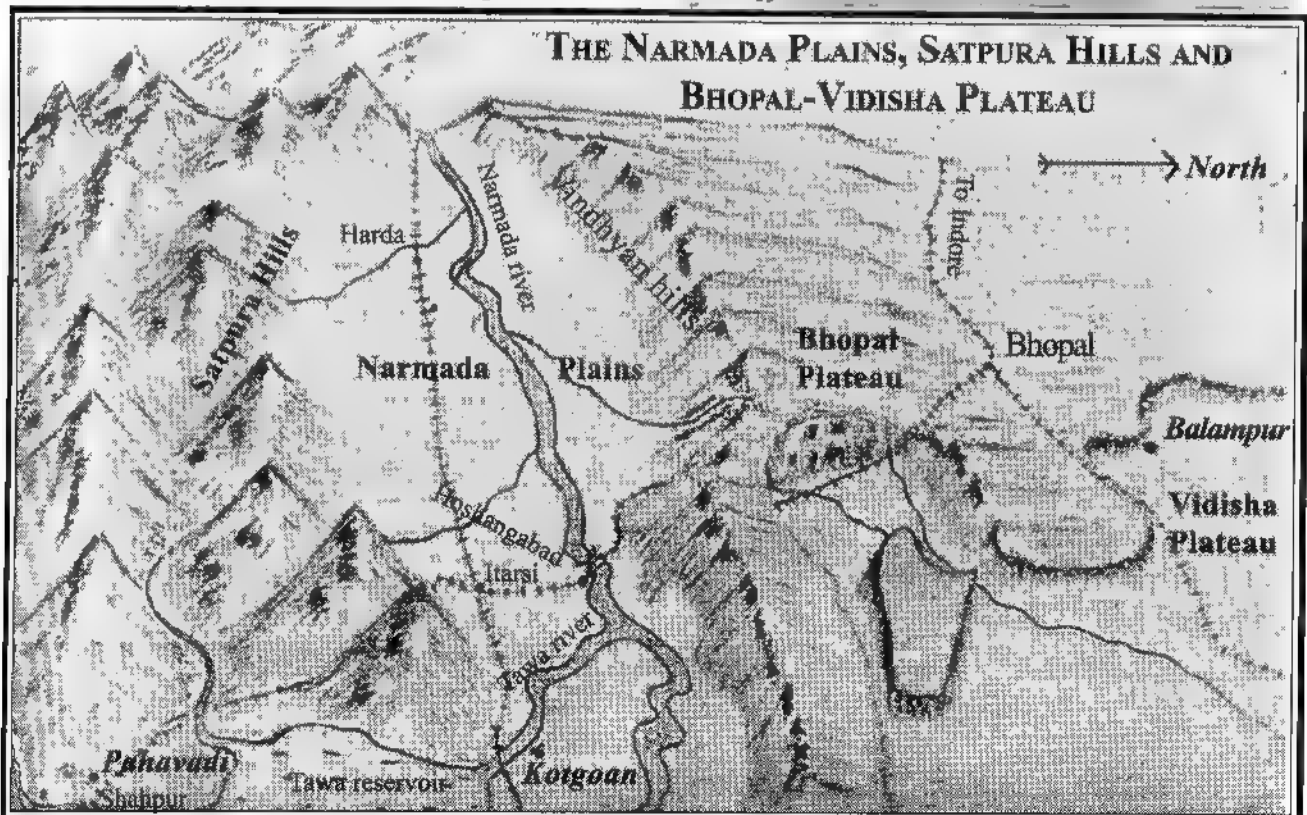 THE NARMADA PLAINS, SATPURA HILLS AND
BHOPAL-VIDISHA PLATEAU
North
To Indore
Narmada river
Vindhyan hills
Harda
Satpura Hills
Narmada
Plains
Bhopal
Plateau
Bhopal
Balampur
Vidisha
Plateau
Hoshangabad
Itarsi
Tawa river
Pahavadi
Shahpur
Tawa reservoir
Kotgoan